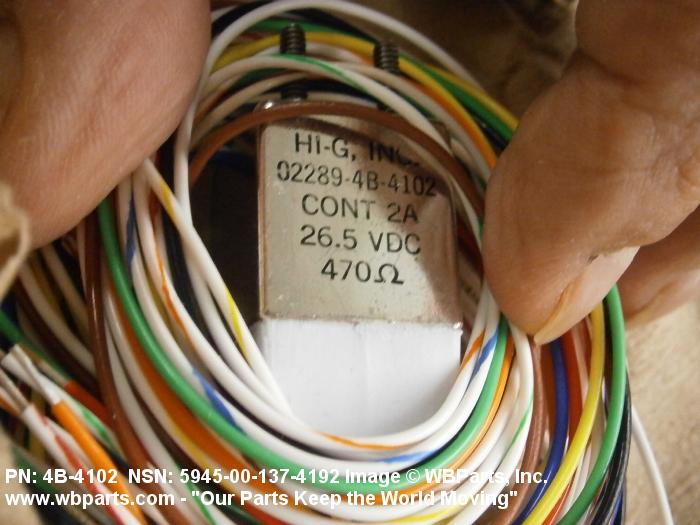 HI-G, INC.
02289-4B-4102
CONT 2A
26.5 VDC
470Ω
PN: 4B-4102 NSN: 5945-00-137-4192 Image © WBParts, Inc.
www.wbparts.com - "Our Parts Keep the World Moving"